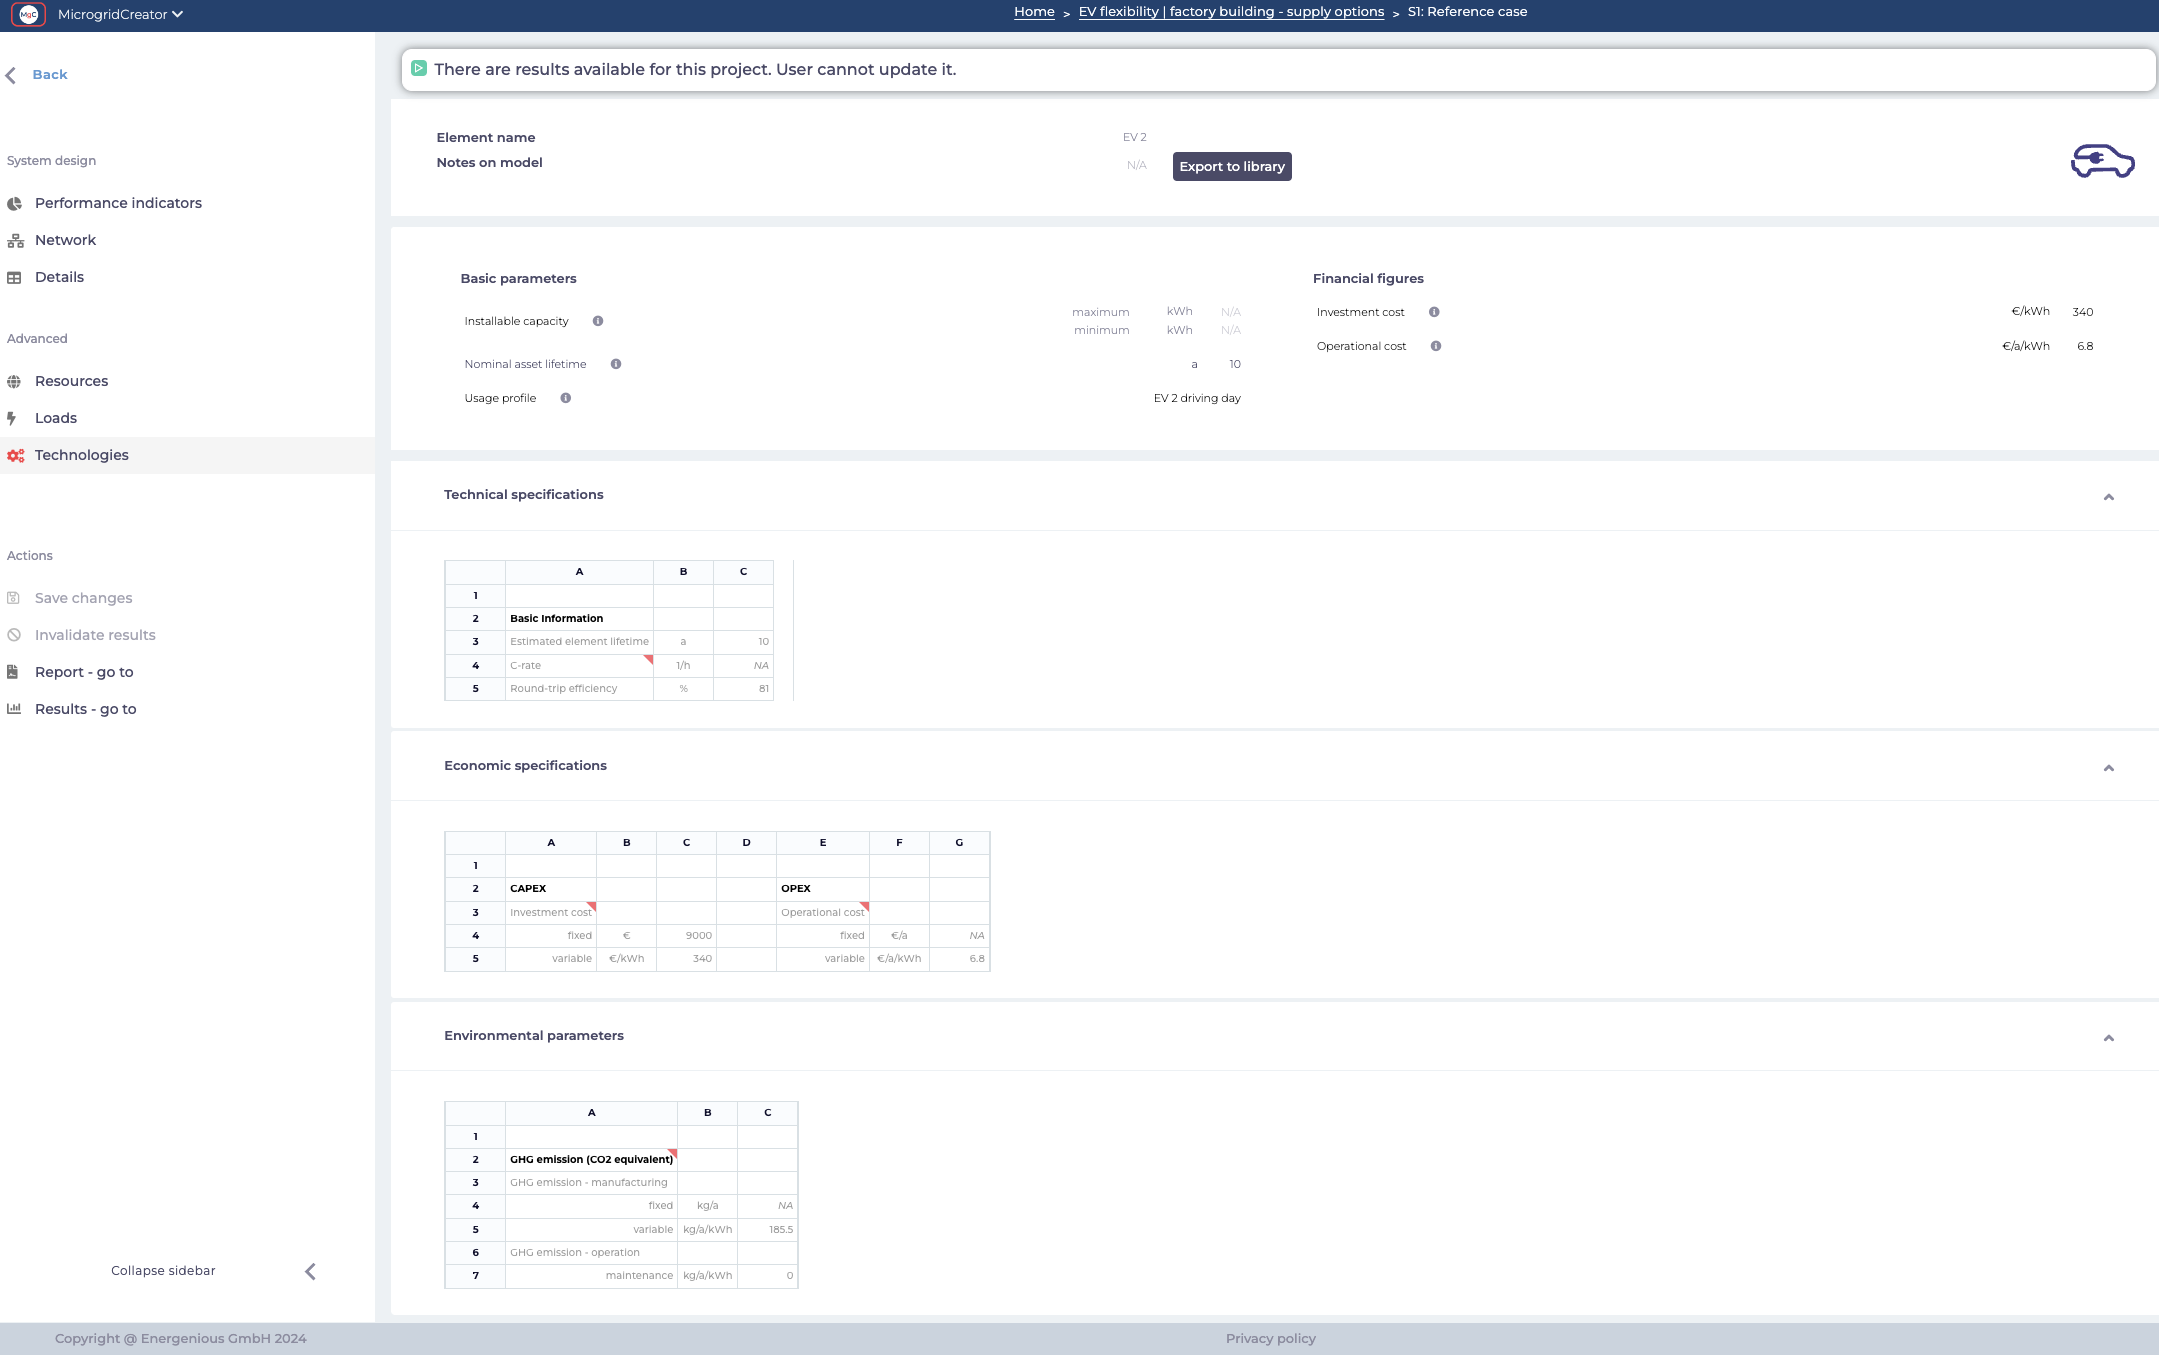 MgC MicrogridCreator
Home > EV flexibility | factory building - supply options > S1: Reference case
Back
System design
Performance indicators
Network
Details
Advanced
Resources
Loads
Technologies
Actions
Save changes
Invalidate results
Report - go to
Results - go to
Collapse sidebar
There are results available for this project. User cannot update it.
Element name EV 2
Notes on model N/A Export to library
Basic parameters
Installable capacity maximum kWh N/A
minimum kWh N/A
Nominal asset lifetime a 10
Usage profile EV 2 driving day
Financial figures
Investment cost €/kWh 340
Operational cost €/a/kWh 6.8
Technical specifications
A B C
1
2 Basic Information
3 Estimated element lifetime a 10
4 C-rate 1/h NA
5 Round-trip efficiency % 81
Economic specifications
A B C D E F G
1
2 CAPEX OPEX
3 Investment cost Operational cost
4 fixed € 9000 fixed €/a NA
5 variable €/kWh 340 variable €/a/kWh 6.8
Environmental parameters
A B C
1
2 GHG emission (CO2 equivalent)
3 GHG emission - manufacturing
4 fixed kg/a NA
5 variable kg/a/kWh 185.5
6 GHG emission - operation
7 maintenance kg/a/kWh 0
Copyright @ Energenious GmbH 2024 Privacy policy